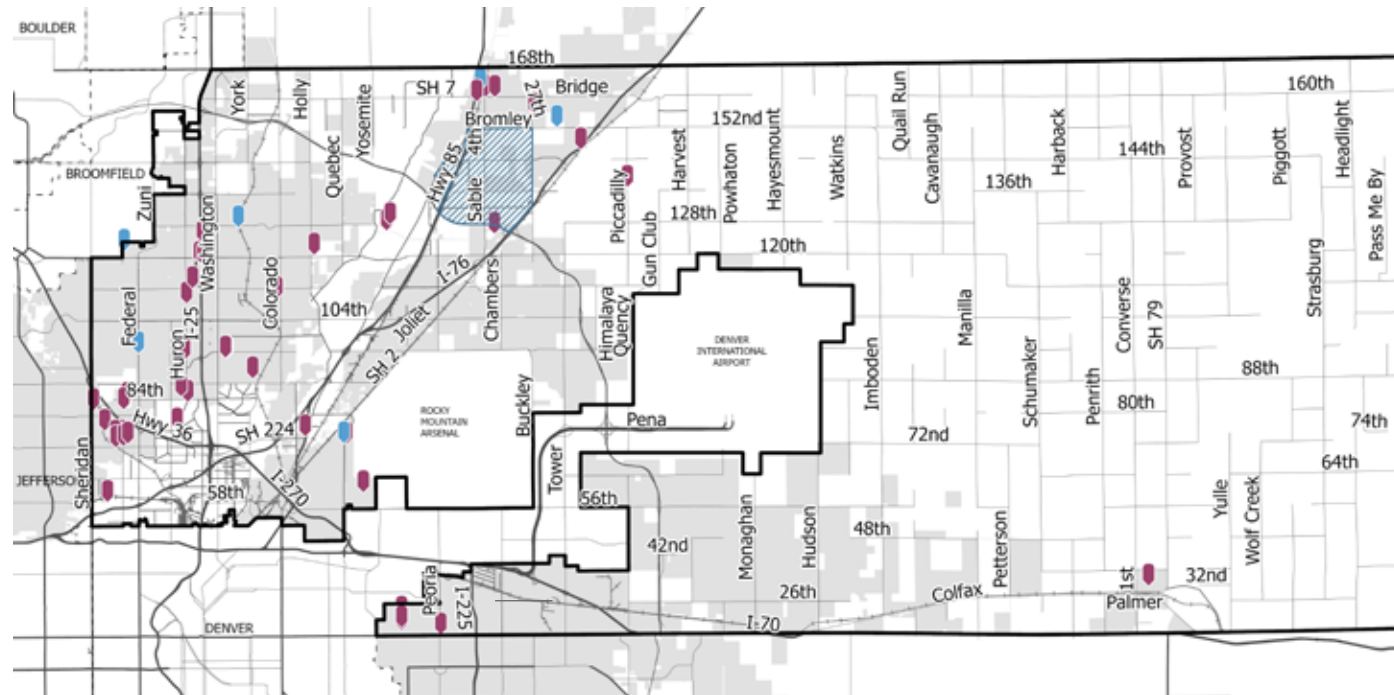 BOULDER
168th
York
Holly
SH 7
27th
Bridge
160th
Quail Run
Cavanaugh
Headlight
Yosemite
Bromley
152nd
Hayesmount
Harback
4th
Quebec
Hwy 85
Harvest
Powhaton
Watkins
144th
Provost
Piggott
BROOMFIELD
Zuni
Sable
Piccadilly
136th
Pass Me By
Washington
128th
Gun Club
120th
I-76
Strasburg
Federal
Colorado
104th
Chambers
Himalaya
Quency
Manilla
Converse
SH 79
Huron
I-25
Joliet
SH 2
DENVER
INTERNATIONAL
AIRPORT
Imboden
Schumaker
Penrith
88th
84th
Hwy 36
SH 224
ROCKY
MOUNTAIN
ARSENAL
Buckley
Pena
80th
72nd
74th
JEFFERSO
Sheridan
58th
I-270
Tower
56th
64th
Yulle
Wolf Creek
42nd
Monaghan
Hudson
48th
Petterson
Peoria
I-225
26th
Colfax
1st
32nd
Palmer
DENVER
I-70